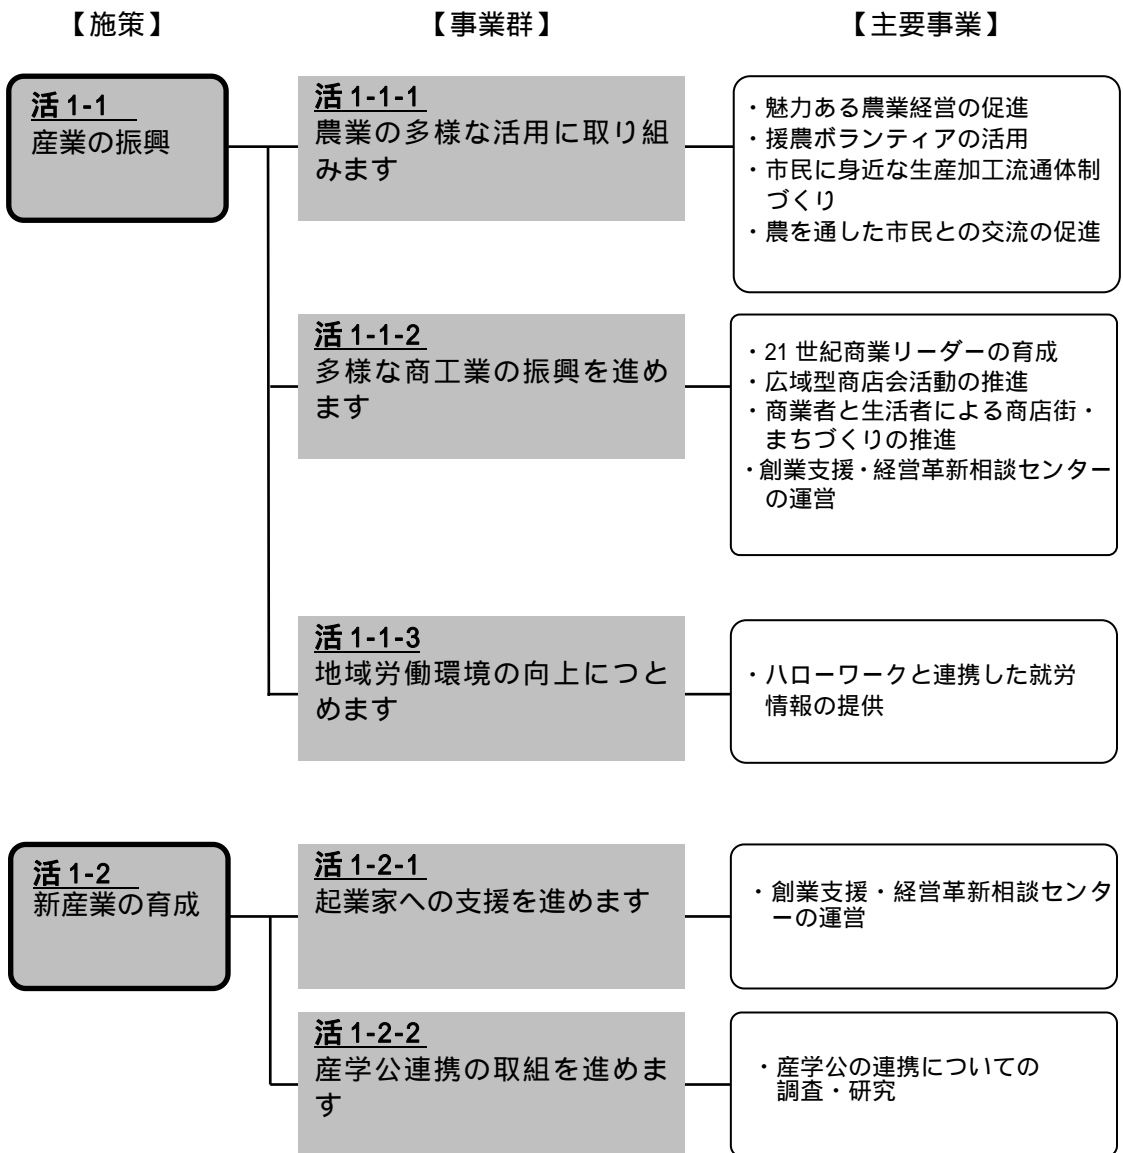 【施策】 【事業群】 【主要事業】
活 1-1
産業の振興
活 1-1-1
農業の多様な活用に取り組
みます
・魅力ある農業経営の促進
・援農ボランティアの活用
・市民に身近な生産加工流通体制
づくり
・農を通した市民との交流の促進
活 1-1-2
多様な商工業の振興を進め
ます
・21 世紀商業リーダーの育成
・広域型商店会活動の推進
・商業者と生活者による商店街・
まちづくりの推進
・創業支援・経営革新相談センター
の運営
活 1-1-3
地域労働環境の向上につと
めます
・ハローワークと連携した就労
情報の提供
活 1-2
新産業の育成
活 1-2-1
起業家への支援を進めます
・創業支援・経営革新相談センタ
ーの運営
活 1-2-2
産学公連携の取組を進めま
す
・産学公の連携についての
調査・研究